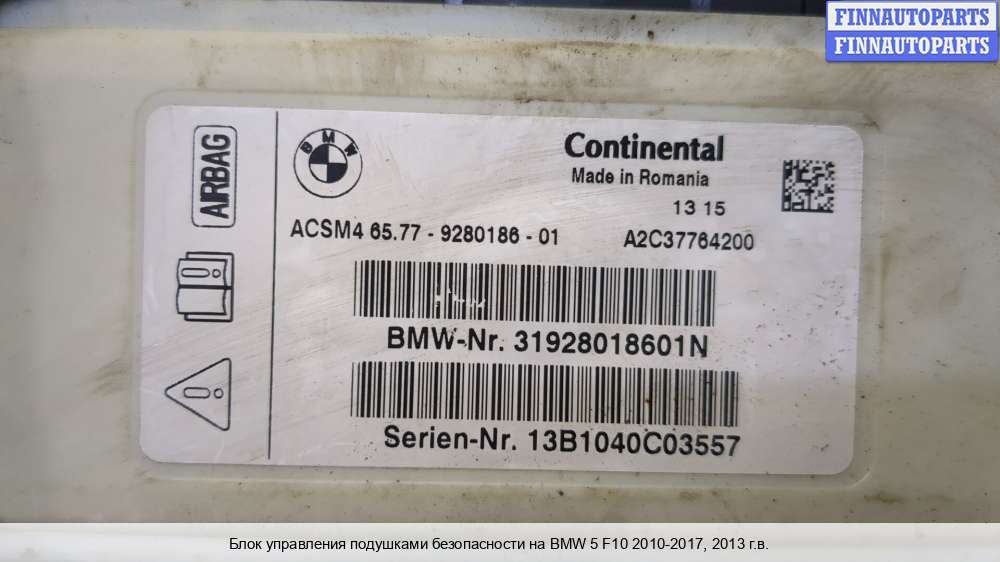 FINNAUTOPARTS
FINNAUTOPARTS
AIRBAG
BMW
Continental
Made in Romania
13 15
ACSM4 65.77 - 9280186 - 01 A2C37764200
BMW-Nr. 31928018601N
Serien-Nr. 13B1040C03557
Блок управления подушками безопасности на BMW 5 F10 2010-2017, 2013 г.в.